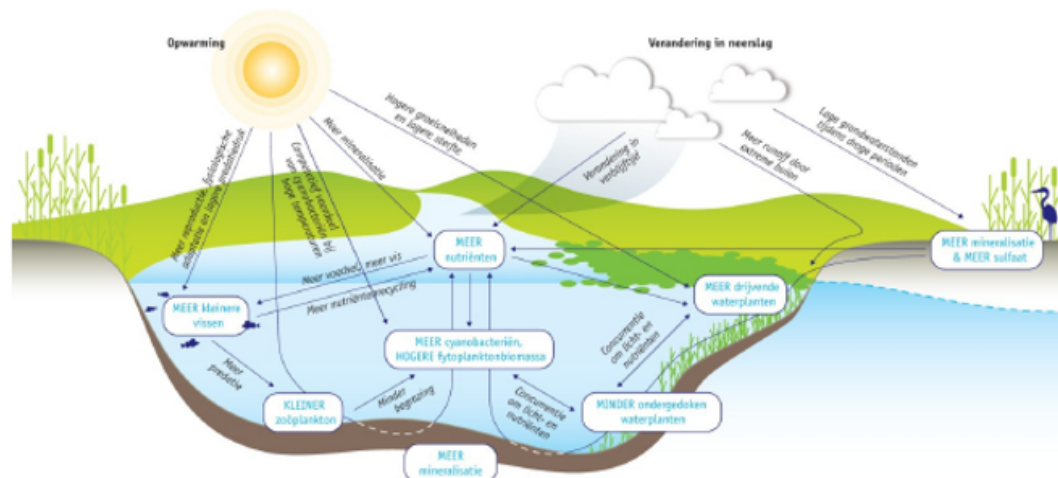 Opwarming
Verandering in neerslag
Meer reproductie, fysiologische
adaptatie en lagere predatiedruk
Competitief voordeel
van cyanobacteriën bij
hoge temperaturen
Meer mineralisatie
Hogere groeisnelheden
en lagere sterfte
Verandering in
verblijftijd
Meer runoff door
extreme buien
Lage grondwaterstanden
tijdens droge perioden
MEER
nutriënten
MEER mineralisatie
& MEER sulfaat
Meer voedsel, meer vis
Meer nutriëntenrecycling
MEER kleinere
vissen
MEER drijvende
waterplanten
MEER cyanobacteriën,
HOGERE fytoplanktonbiomassa
Concurrentie
om licht- en
nutriënten
Meer
predatie
Minder
begrazing
KLEINER
zoöplankton
Concurrentie
om licht- en
nutriënten
MINDER ondergedoken
waterplanten
MEER
mineralisatie